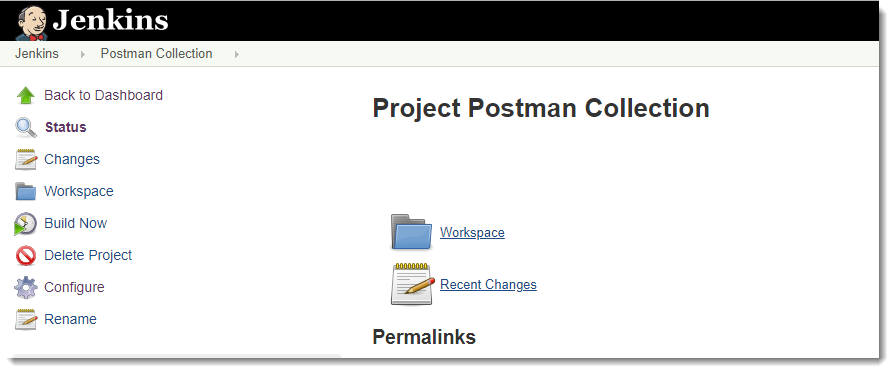 Jenkins
Jenkins Postman Collection
Back to Dashboard
Status
Changes
Workspace
Build Now
Delete Project
Configure
Rename
Project Postman Collection
Workspace
Recent Changes
Permalinks